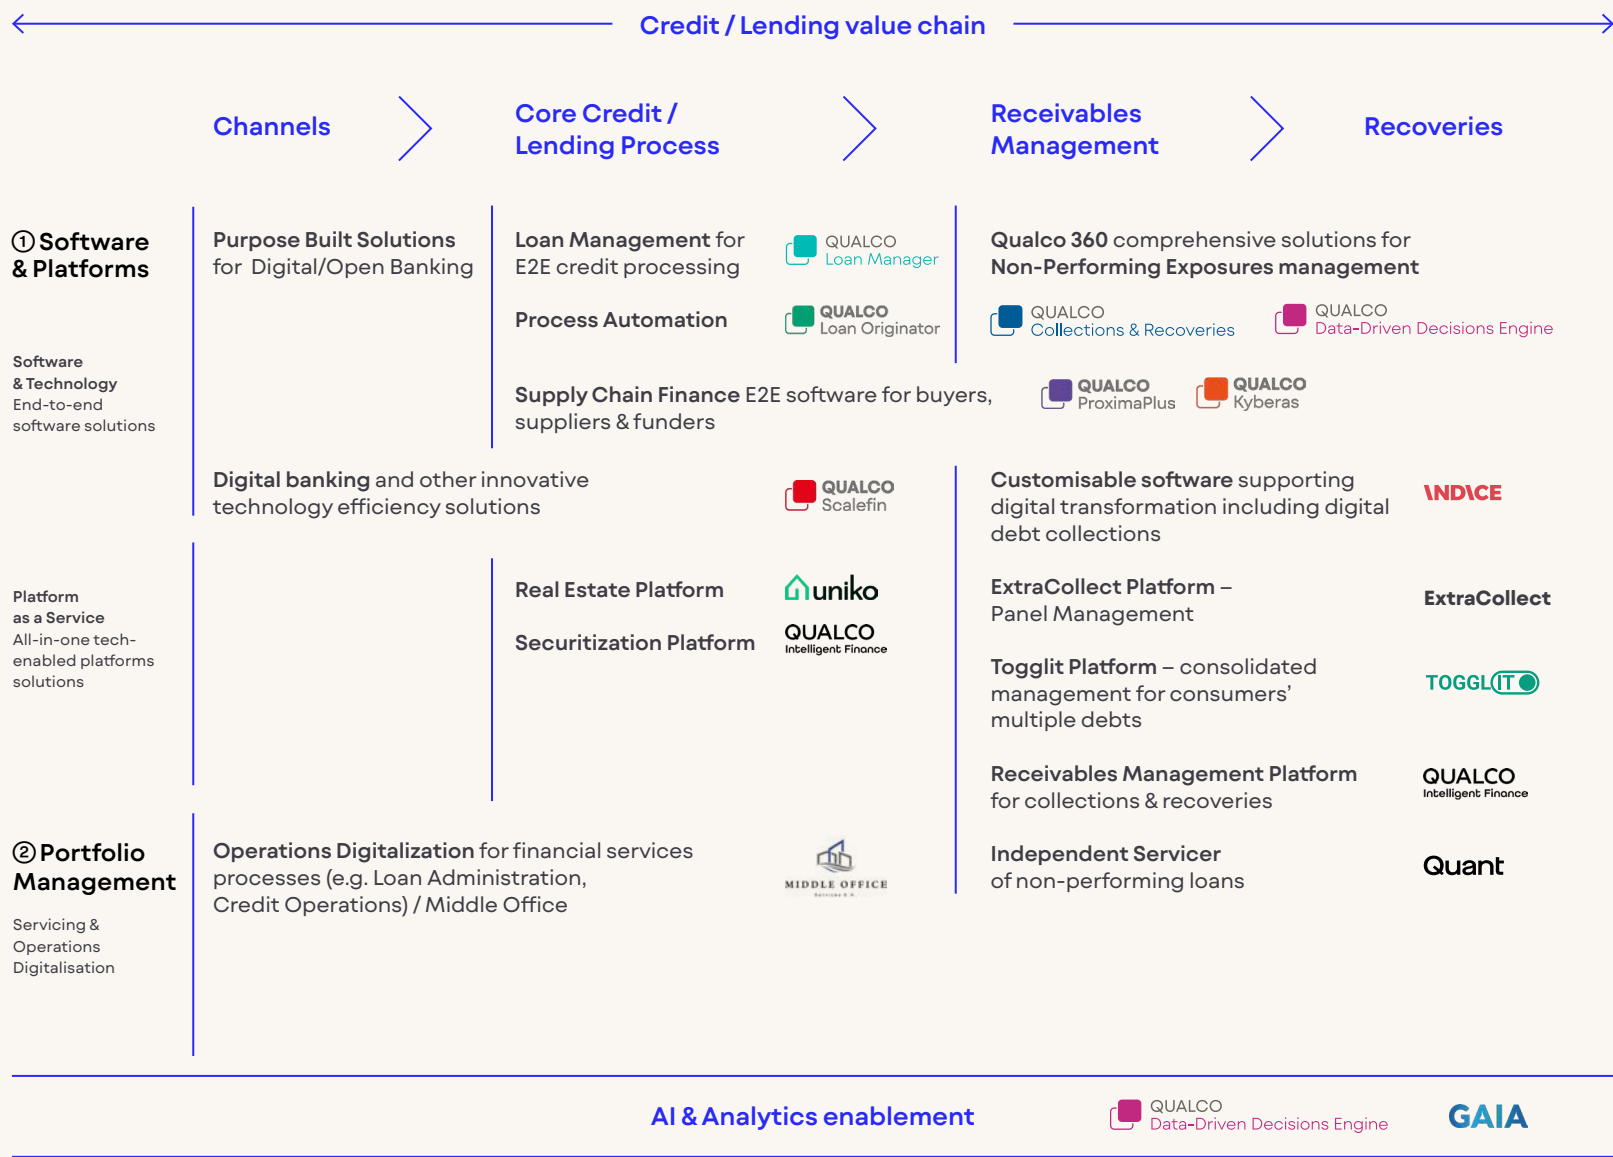 Credit / Lending value chain
Channels
Core Credit /
Lending Process
Receivables
Management
Recoveries
① Software
& Platforms
Software
& Technology
End-to-end
software solutions
Purpose Built Solutions
for Digital/Open Banking
Loan Management for
E2E credit processing
QUALCO
Loan Manager
Process Automation
QUALCO
Loan Originator
Qualco 360 comprehensive solutions for
Non-Performing Exposures management
QUALCO
Collections & Recoveries
QUALCO
Data-Driven Decisions Engine
Supply Chain Finance E2E software for buyers,
suppliers & funders
QUALCO
ProximaPlus
QUALCO
Kyberas
Digital banking and other innovative
technology efficiency solutions
QUALCO
Scalefin
Customisable software supporting
digital transformation including digital
debt collections
INDICE
Platform
as a Service
All-in-one tech-
enabled platforms
solutions
Real Estate Platform
uniko
Securitization Platform
QUALCO
Intelligent Finance
ExtraCollect Platform –
Panel Management
ExtraCollect
Togglit Platform – consolidated
management for consumers’
multiple debts
TOGGLIT
Receivables Management Platform
for collections & recoveries
QUALCO
Intelligent Finance
② Portfolio
Management
Servicing &
Operations
Digitalisation
Operations Digitalization for financial services
processes (e.g. Loan Administration,
Credit Operations) / Middle Office
MIDDLE OFFICE
Services S.A.
Independent Servicer
of non-performing loans
Quant
AI & Analytics enablement
QUALCO
Data-Driven Decisions Engine
GAIA